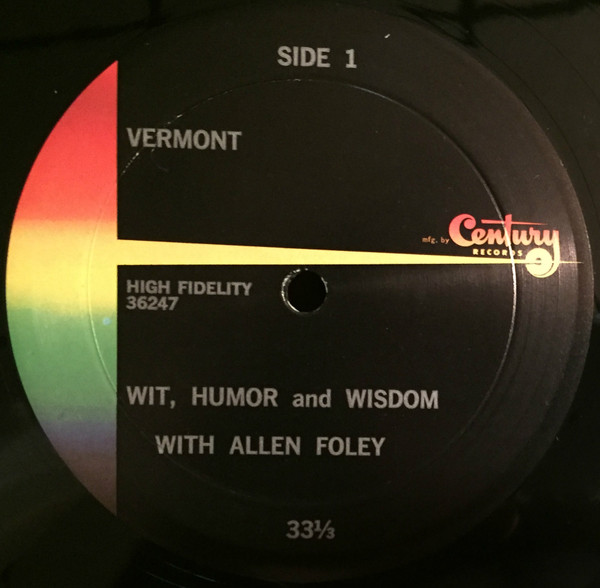 SIDE 1
VERMONT
mfg. by Century
RECORDS
HIGH FIDELITY
36247
WIT, HUMOR and WISDOM
WITH ALLEN FOLEY
33⅓